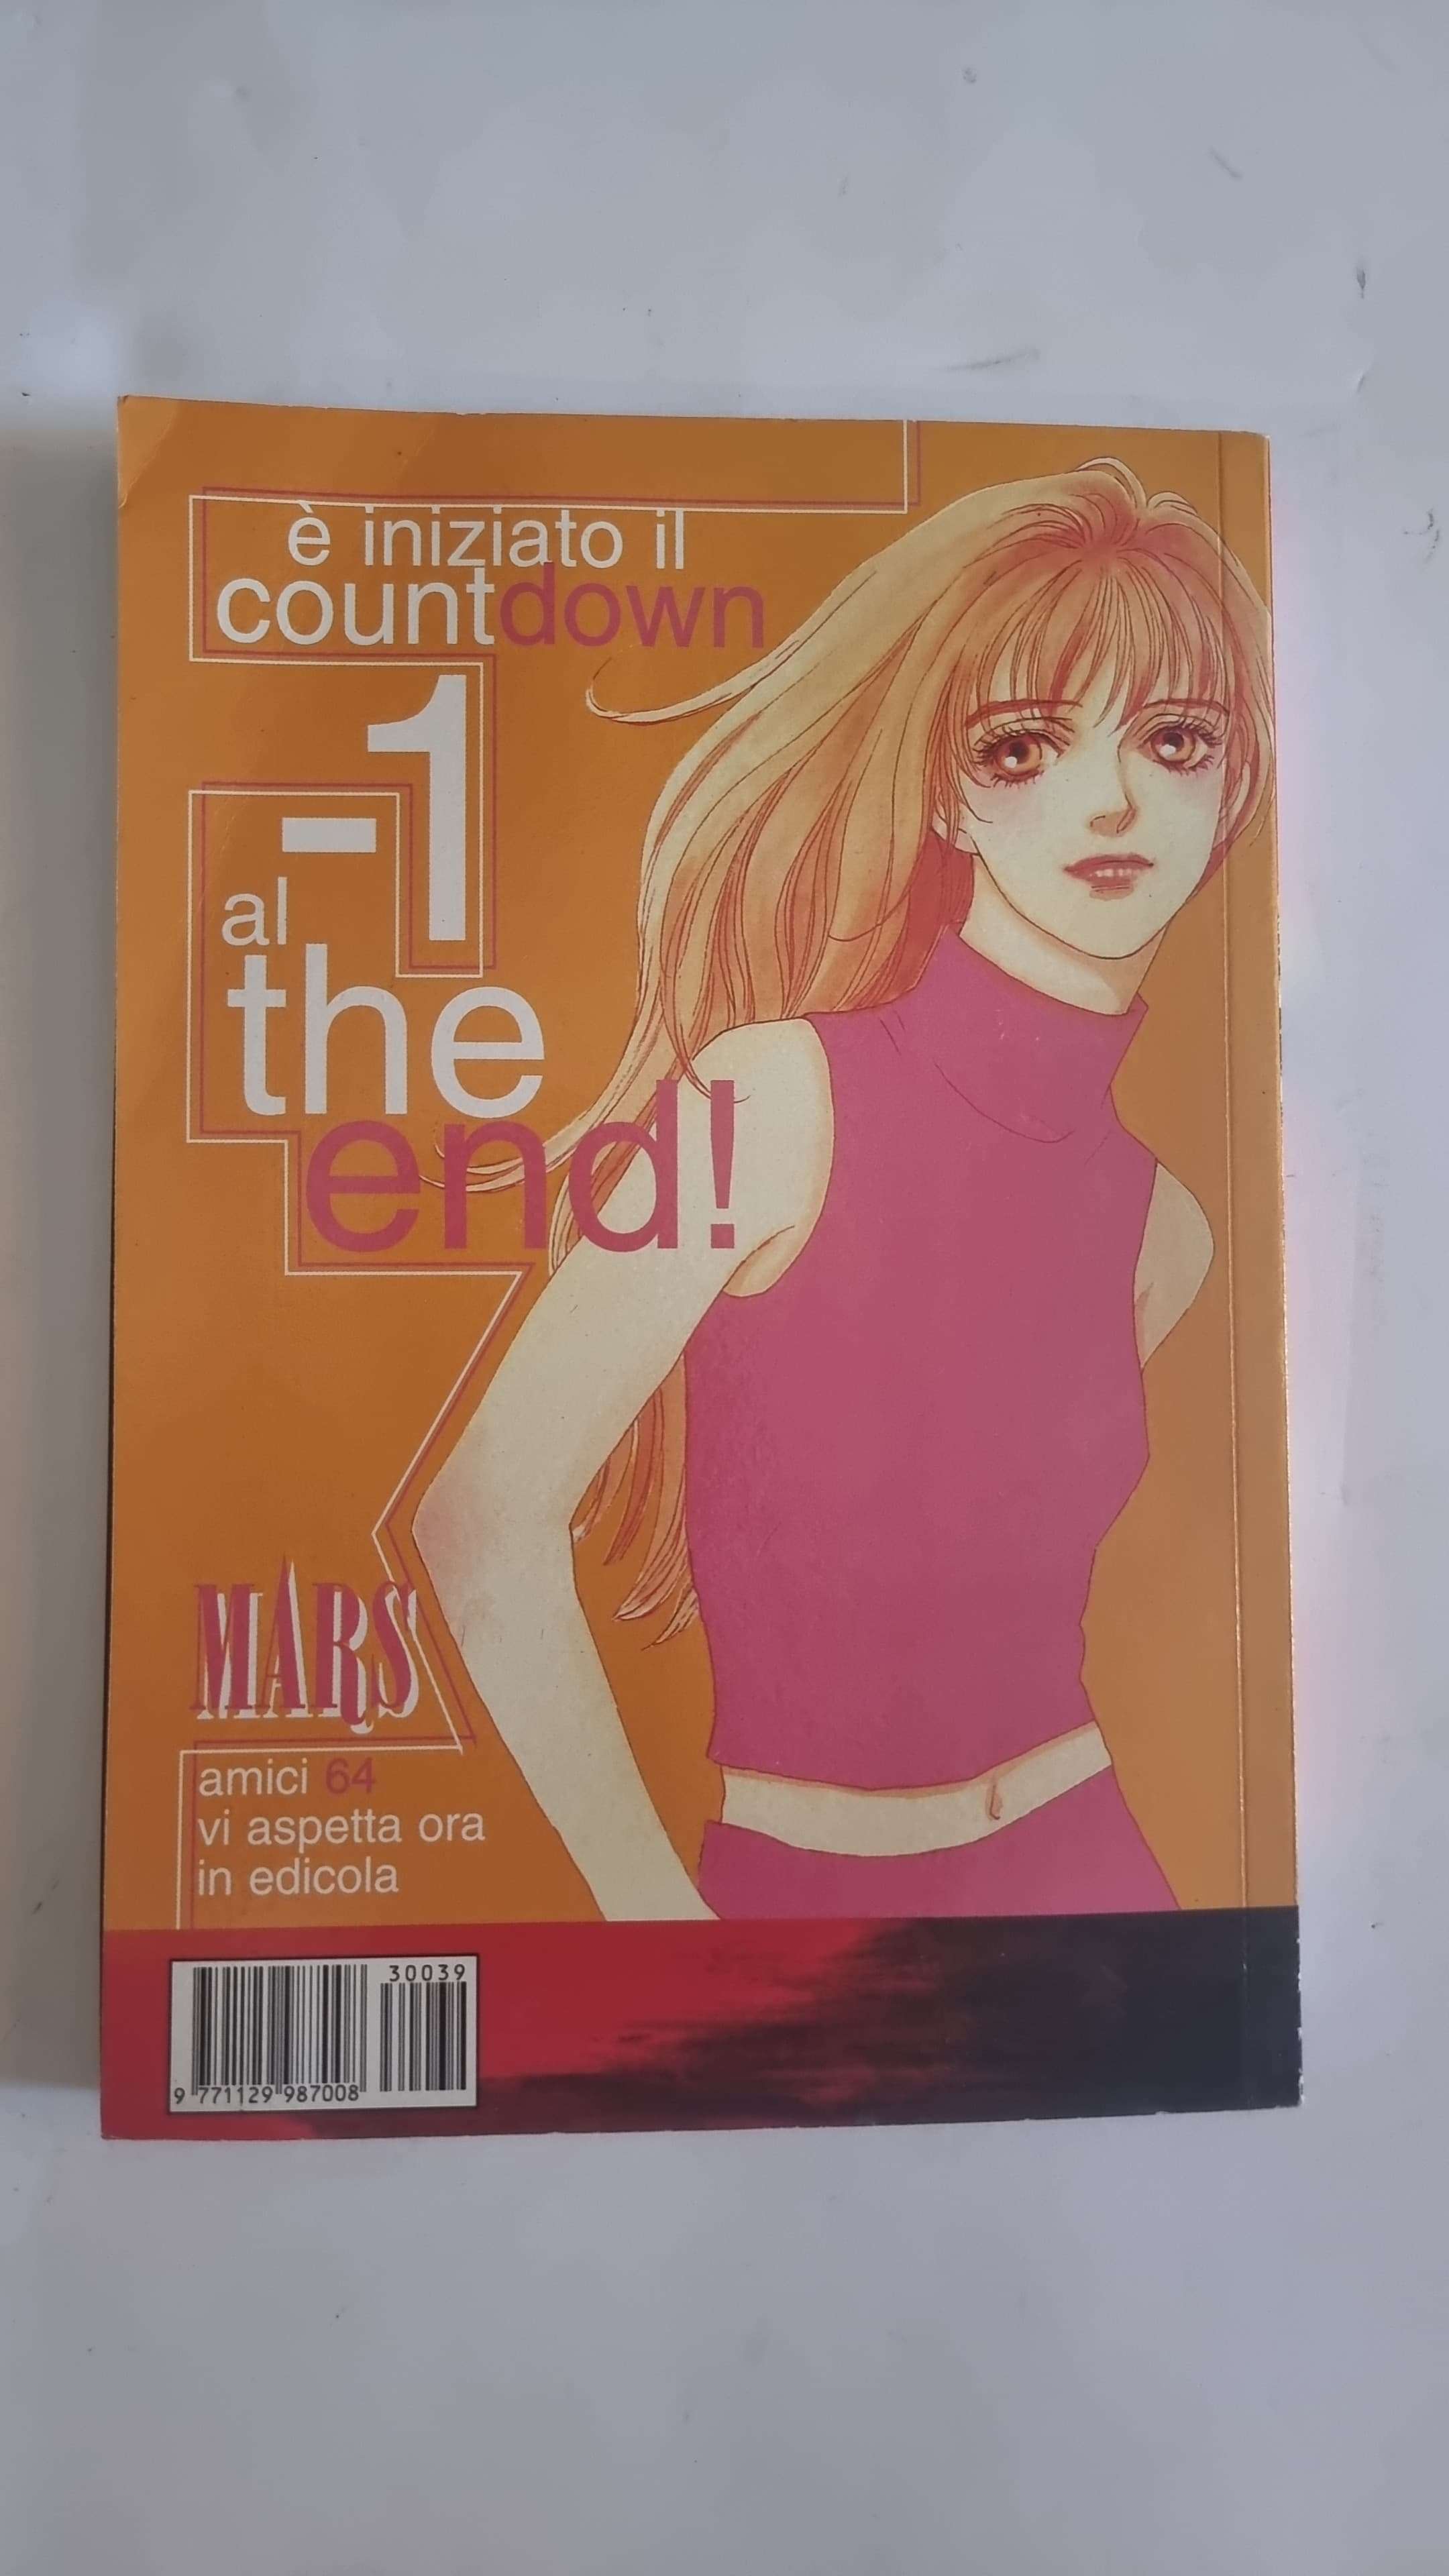 è iniziato il
countdown
-1
al
the
end!
MARS
amici 64
vi aspetta ora
in edicola
30039
9 771129 987008